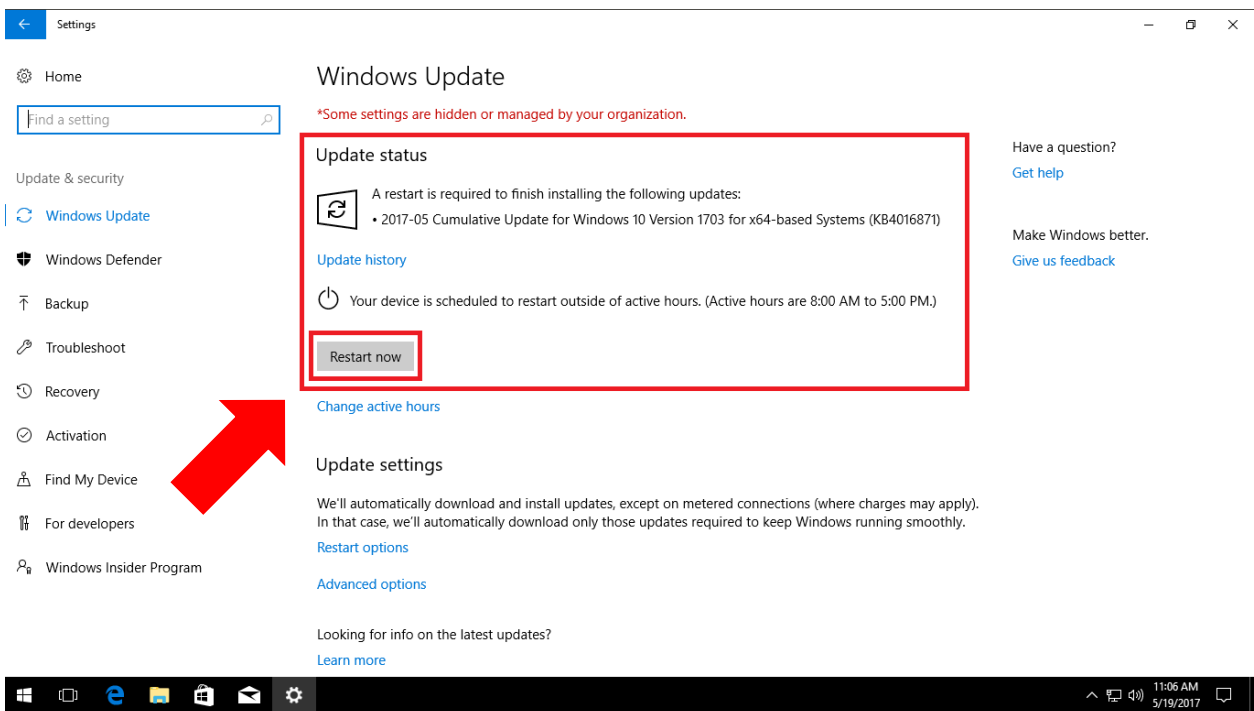 Settings
Home
Find a setting
Update & security
Windows Update
Windows Defender
Backup
Troubleshoot
Recovery
Activation
Find My Device
For developers
Windows Insider Program
Windows Update
*Some settings are hidden or managed by your organization.
Update status
A restart is required to finish installing the following updates:
• 2017-05 Cumulative Update for Windows 10 Version 1703 for x64-based Systems (KB4016871)
Update history
Your device is scheduled to restart outside of active hours. (Active hours are 8:00 AM to 5:00 PM.)
Restart now
Change active hours
Update settings
We'll automatically download and install updates, except on metered connections (where charges may apply).
In that case, we'll automatically download only those updates required to keep Windows running smoothly.
Restart options
Advanced options
Looking for info on the latest updates?
Learn more
Have a question?
Get help
Make Windows better.
Give us feedback
11:06 AM
5/19/2017